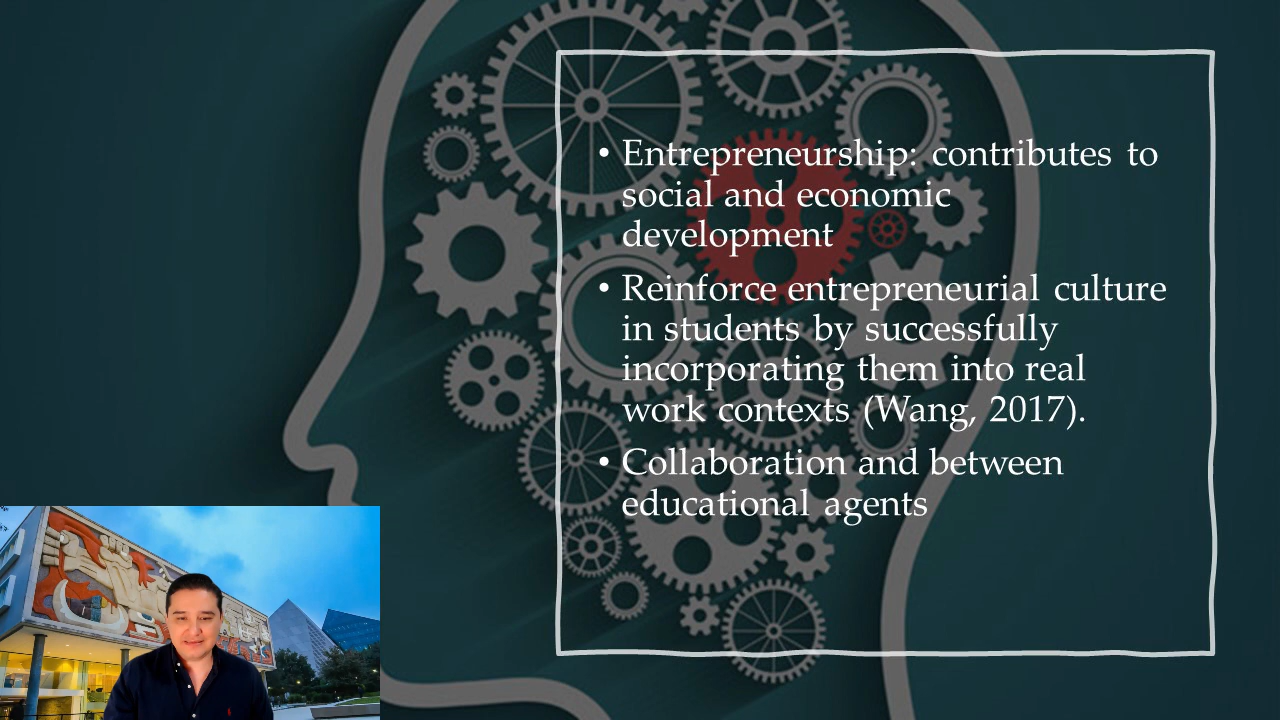 • Entrepreneurship: contributes to
social and economic
development
• Reinforce entrepreneurial culture
in students by successfully
incorporating them into real
work contexts (Wang, 2017).
• Collaboration and between
educational agents